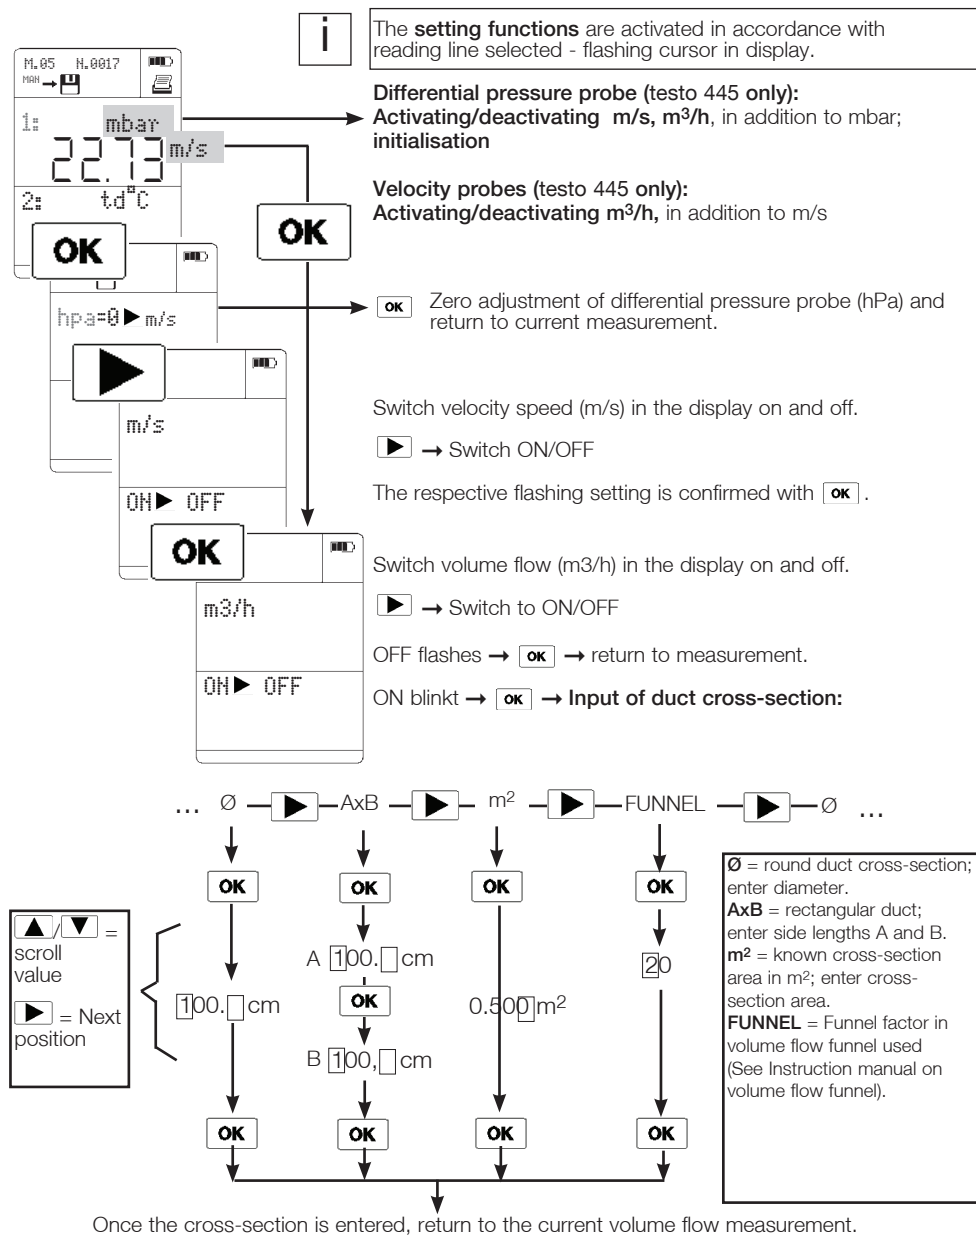 i
The setting functions are activated in accordance with
reading line selected - flashing cursor in display.
M.05 N.0017
MAN
1: mbar
22.73 m/s
2: td°C
OK
OK
Differential pressure probe (testo 445 only):
Activating/deactivating m/s, m³/h, in addition to mbar;
initialisation
Velocity probes (testo 445 only):
Activating/deactivating m³/h, in addition to m/s
hpa=0▶m/s
OK Zero adjustment of differential pressure probe (hPa) and
return to current measurement.
m/s
ON▶ OFF
Switch velocity speed (m/s) in the display on and off.
▶ → Switch ON/OFF
The respective flashing setting is confirmed with OK .
OK
m3/h
ON▶ OFF
Switch volume flow (m3/h) in the display on and off.
▶ → Switch to ON/OFF
OFF flashes → OK → return to measurement.
ON blinkt → OK → Input of duct cross-section:
... Ø ▶ AxB ▶ m² ▶ FUNNEL ▶ Ø ...
OK OK OK OK
▲/▼ =
scroll
value
▶ = Next
position
100. cm
A 100. cm
OK
B 100, cm
0.500 m²
20
OK OK OK OK
Ø = round duct cross-section;
enter diameter.
AxB = rectangular duct;
enter side lengths A and B.
m² = known cross-section
area in m²; enter cross-
section area.
FUNNEL = Funnel factor in
volume flow funnel used
(See Instruction manual on
volume flow funnel).
Once the cross-section is entered, return to the current volume flow measurement.